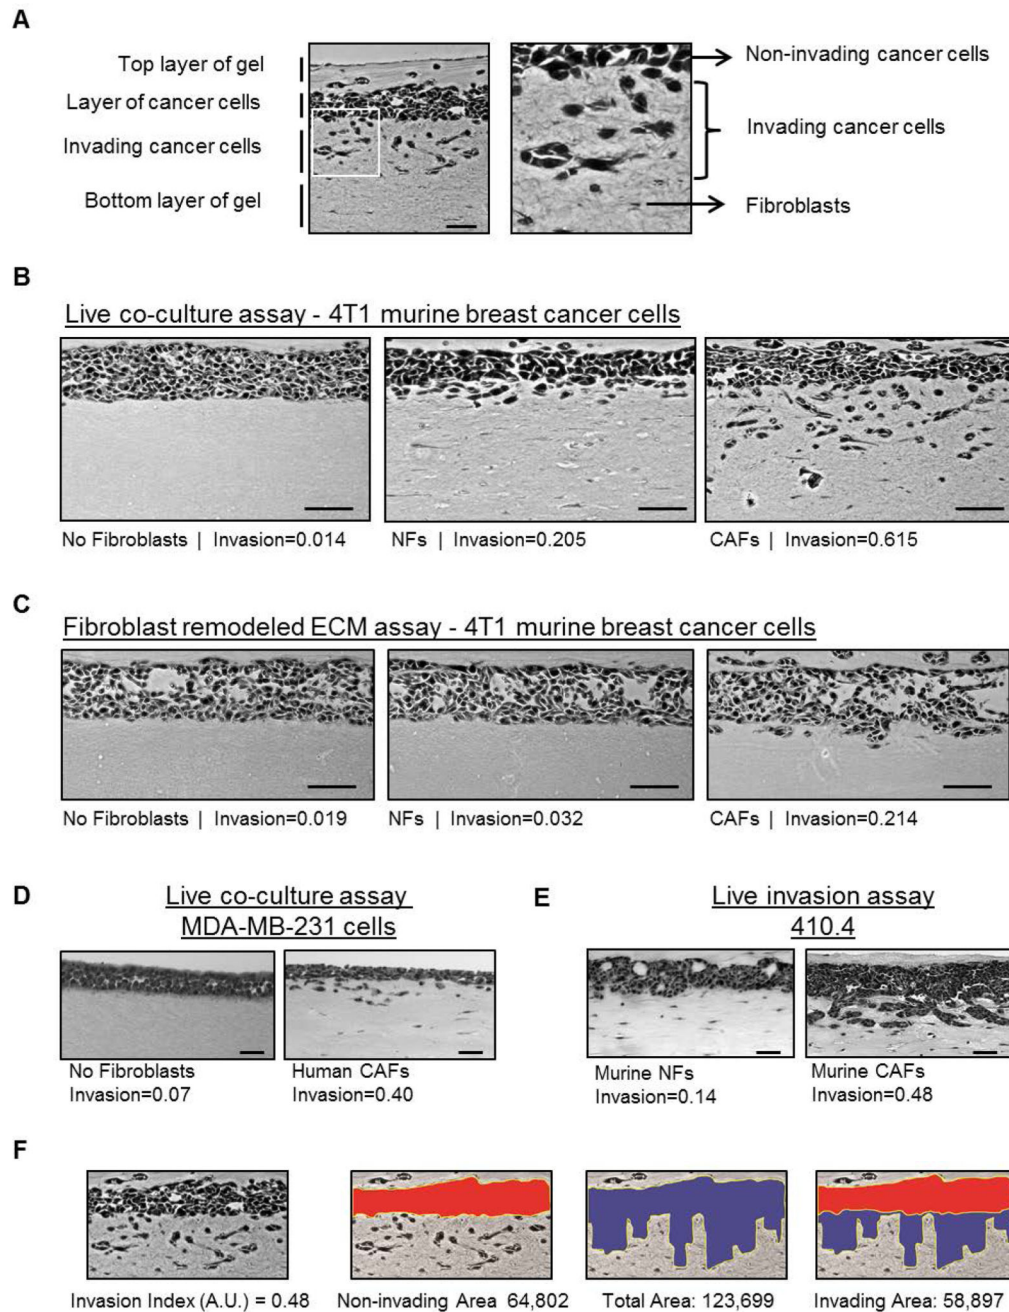 A
Top layer of gel
Layer of cancer cells
Invading cancer cells
Bottom layer of gel
Non-invading cancer cells
Invading cancer cells
Fibroblasts
B
Live co-culture assay - 4T1 murine breast cancer cells
No Fibroblasts | Invasion=0.014
NFs | Invasion=0.205
CAFs | Invasion=0.615
C
Fibroblast remodeled ECM assay - 4T1 murine breast cancer cells
No Fibroblasts | Invasion=0.019
NFs | Invasion=0.032
CAFs | Invasion=0.214
D
Live co-culture assay
MDA-MB-231 cells
No Fibroblasts
Invasion=0.07
Human CAFs
Invasion=0.40
E
Live invasion assay
410.4
Murine NFs
Invasion=0.14
Murine CAFs
Invasion=0.48
F
Invasion Index (A.U.) = 0.48
Non-invading Area 64,802
Total Area: 123,699
Invading Area: 58,897